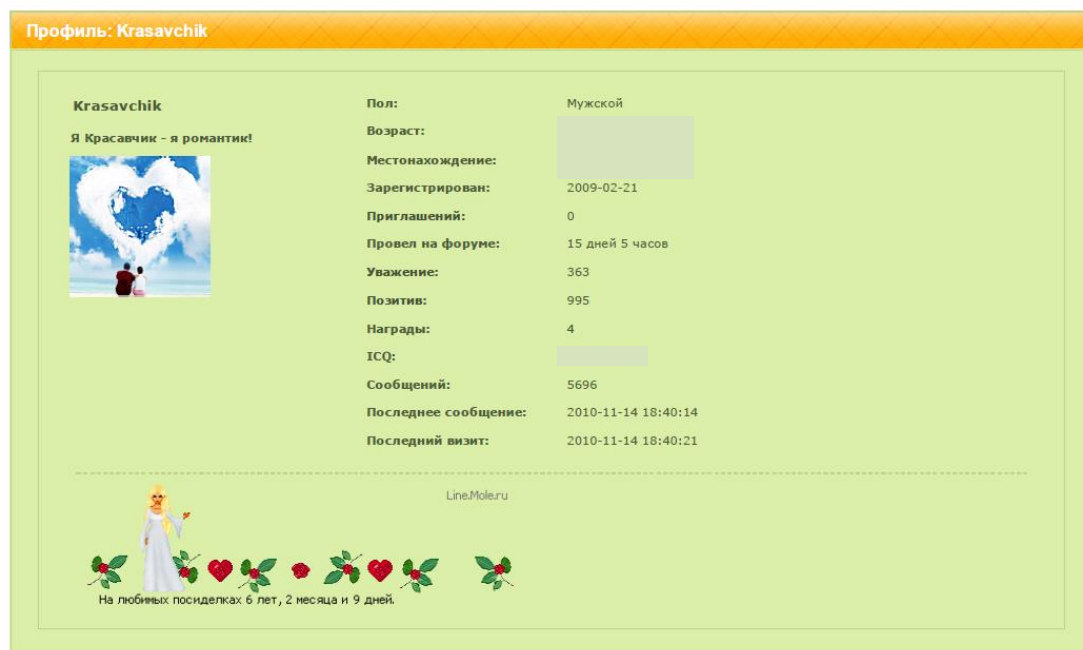 Профиль: Krasavchik
Krasavchik
Я Красавчик - я романтик!
Пол: Мужской
Возраст:
Местонахождение:
Зарегистрирован: 2009-02-21
Приглашений: 0
Провел на форуме: 15 дней 5 часов
Уважение: 363
Позитив: 995
Награды: 4
ICQ:
Сообщений: 5696
Последнее сообщение: 2010-11-14 18:40:14
Последний визит: 2010-11-14 18:40:21
Line.Mole.ru
На любимых посиделках 6 лет, 2 месяца и 9 дней.